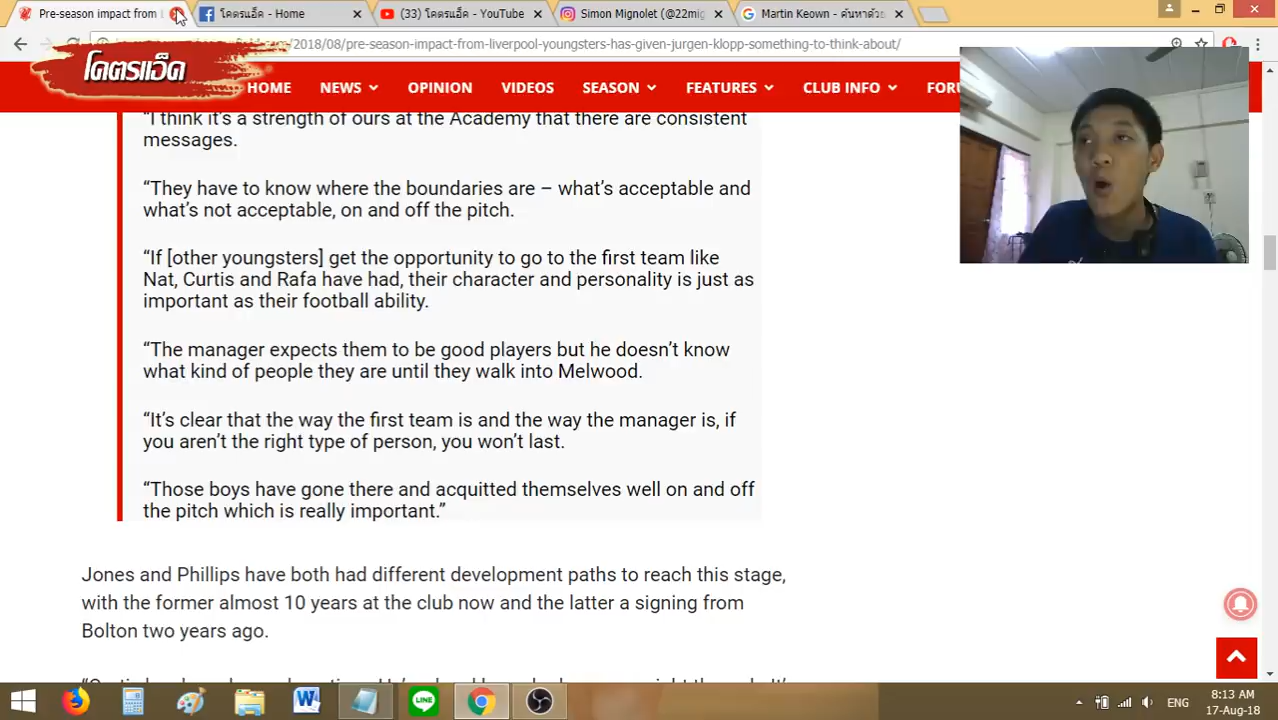 Pre-season impact from
โคตรแอ็ด - Home
(33) โคตรแอ็ด - YouTube
Simon Mignolet (@22mig
Martin Keown - ค้นหาด้วย
/2018/08/pre-season-impact-from-liverpool-youngsters-has-given-jurgen-klopp-something-to-think-about/
โคตรแอ็ด
HOME
NEWS
OPINION
VIDEOS
SEASON
FEATURES
CLUB INFO
FORU
“I think it’s a strength of ours at the Academy that there are consistent
messages.
“They have to know where the boundaries are – what’s acceptable and
what’s not acceptable, on and off the pitch.
“If [other youngsters] get the opportunity to go to the first team like
Nat, Curtis and Rafa have had, their character and personality is just as
important as their football ability.
“The manager expects them to be good players but he doesn’t know
what kind of people they are until they walk into Melwood.
“It’s clear that the way the first team is and the way the manager is, if
you aren’t the right type of person, you won’t last.
“Those boys have gone there and acquitted themselves well on and off
the pitch which is really important.”
Jones and Phillips have both had different development paths to reach this stage,
with the former almost 10 years at the club now and the latter a signing from
Bolton two years ago.
LINE
ENG
8:13 AM
17-Aug-18